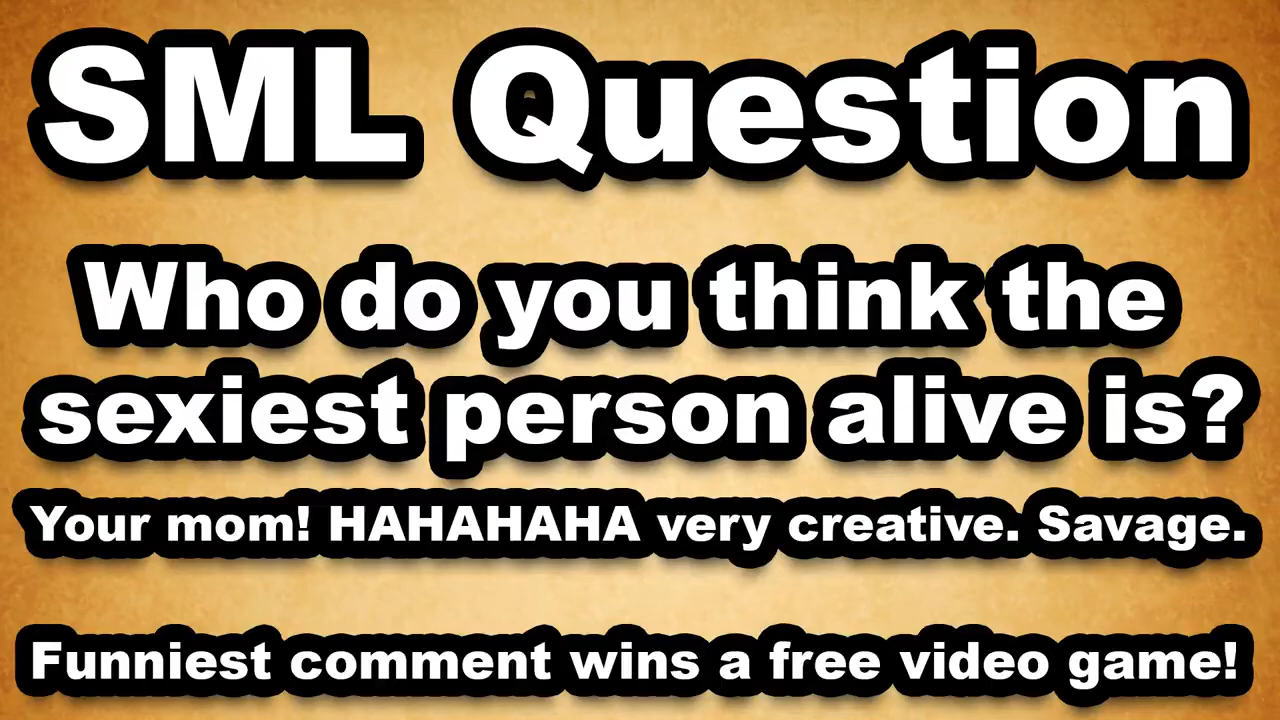 SML Question
Who do you think the
sexiest person alive is?
Your mom! HAHAHAHA very creative. Savage.
Funniest comment wins a free video game!